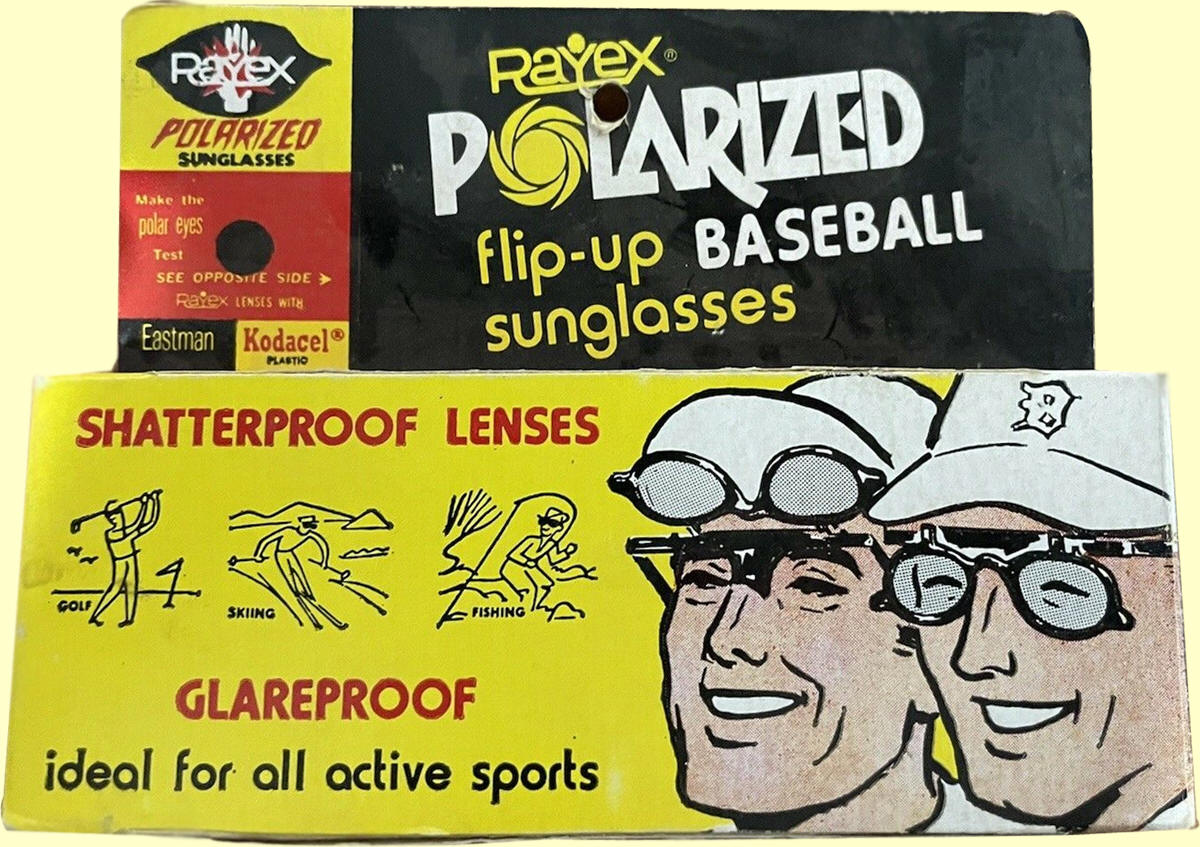 RaYex
POLARIZED
SUNGLASSES
Make the
polar eyes
Test
SEE OPPOSITE SIDE ➤
RaYex LENSES WITH
Eastman Kodacel®
PLASTIC
RaYex®
POLARIZED
flip-up BASEBALL
sunglasses
SHATTERPROOF LENSES
GOLF
SKIING
FISHING
GLAREPROOF
ideal for all active sports